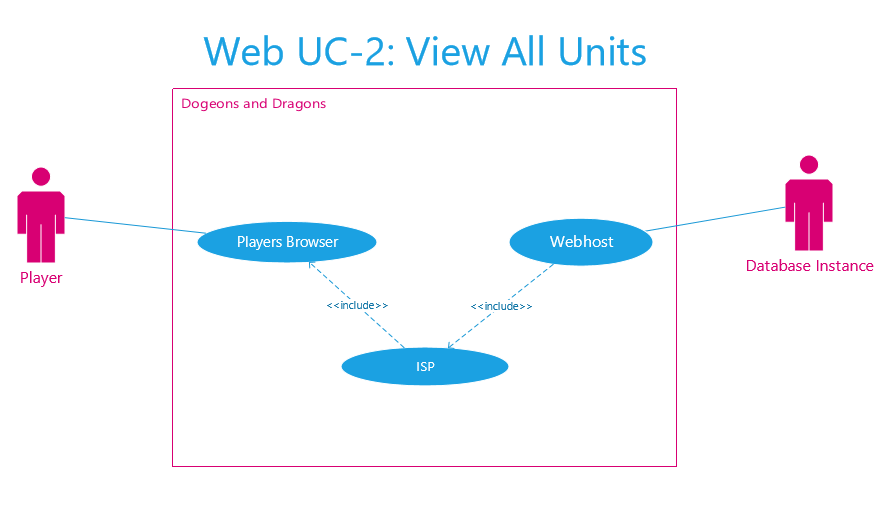 Web UC-2: View All Units
Dogeons and Dragons
Players Browser
Webhost
Player
Database Instance
<<include>>
<<include>>
ISP